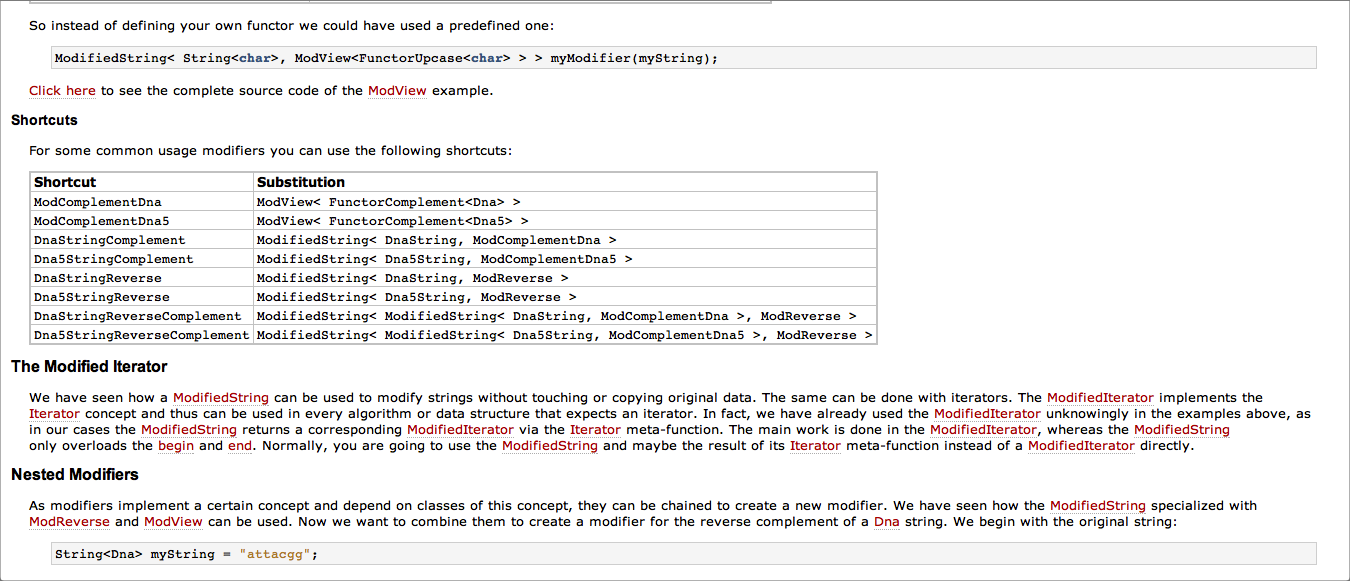 So instead of defining your own functor we could have used a predefined one:
ModifiedString< String<char>, ModView<FunctorUpcase<char> > > myModifier(myString);
Click here to see the complete source code of the ModView example.
Shortcuts
For some common usage modifiers you can use the following shortcuts:
Shortcut Substitution
ModComplementDna ModView< FunctorComplement<Dna> >
ModComplementDna5 ModView< FunctorComplement<Dna5> >
DnaStringComplement ModifiedString< DnaString, ModComplementDna >
Dna5StringComplement ModifiedString< Dna5String, ModComplementDna5 >
DnaStringReverse ModifiedString< DnaString, ModReverse >
Dna5StringReverse ModifiedString< Dna5String, ModReverse >
DnaStringReverseComplement ModifiedString< ModifiedString< DnaString, ModComplementDna >, ModReverse >
Dna5StringReverseComplement ModifiedString< ModifiedString< Dna5String, ModComplementDna5 >, ModReverse >
The Modified Iterator
We have seen how a ModifiedString can be used to modify strings without touching or copying original data. The same can be done with iterators. The ModifiedIterator implements the
Iterator concept and thus can be used in every algorithm or data structure that expects an iterator. In fact, we have already used the ModifiedIterator unknowingly in the examples above, as
in our cases the ModifiedString returns a corresponding ModifiedIterator via the Iterator meta-function. The main work is done in the ModifiedIterator, whereas the ModifiedString
only overloads the begin and end. Normally, you are going to use the ModifiedString and maybe the result of its Iterator meta-function instead of a ModifiedIterator directly.
Nested Modifiers
As modifiers implement a certain concept and depend on classes of this concept, they can be chained to create a new modifier. We have seen how the ModifiedString specialized with
ModReverse and ModView can be used. Now we want to combine them to create a modifier for the reverse complement of a Dna string. We begin with the original string:
String<Dna> myString = "attacgg";